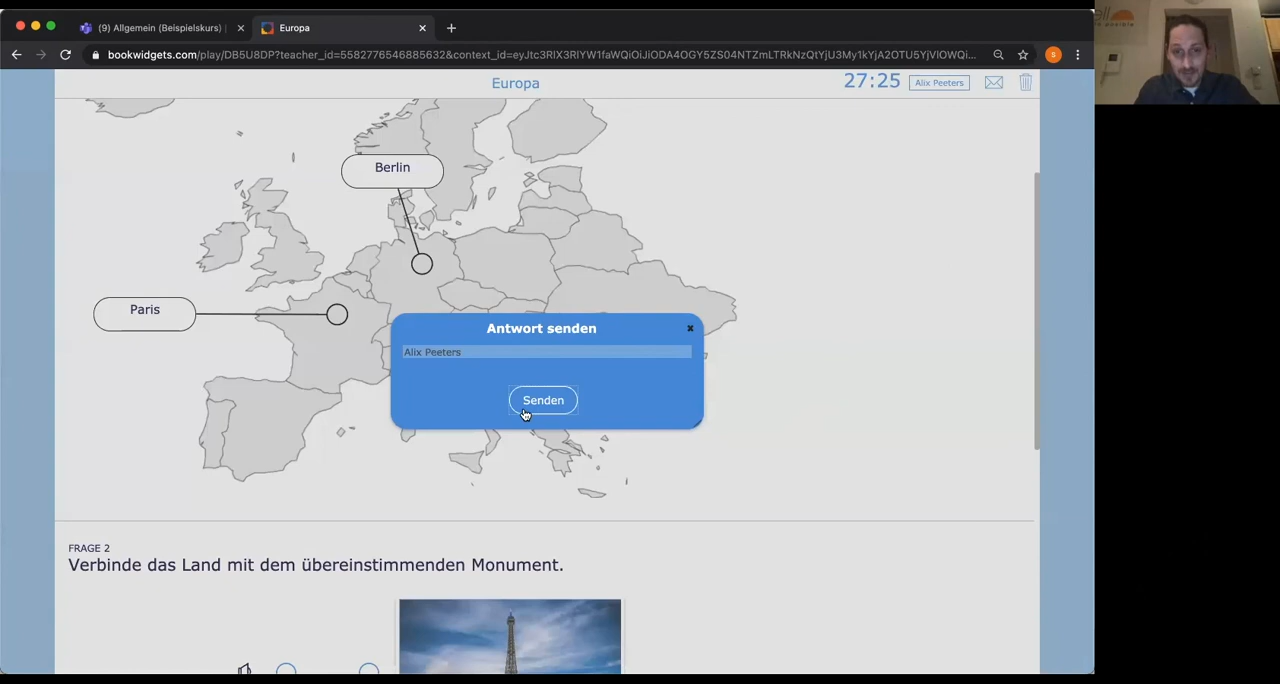 (9) Allgemein (Beispielskurs) |
Europa
bookwidgets.com/play/DB5U8DP?teacher_id=5582776546885632&context_id=eyJtc3RlX3RlYW1faWQiOiJiODA4OGY5ZS04NTZmLTRkNzQtYjU3My1kYjA2OTU5YjVlOWQi...
S
Europa
27:25
Alix Peeters
Berlin
Paris
Antwort senden
Alix Peeters
Senden
FRAGE 2
Verbinde das Land mit dem übereinstimmenden Monument.